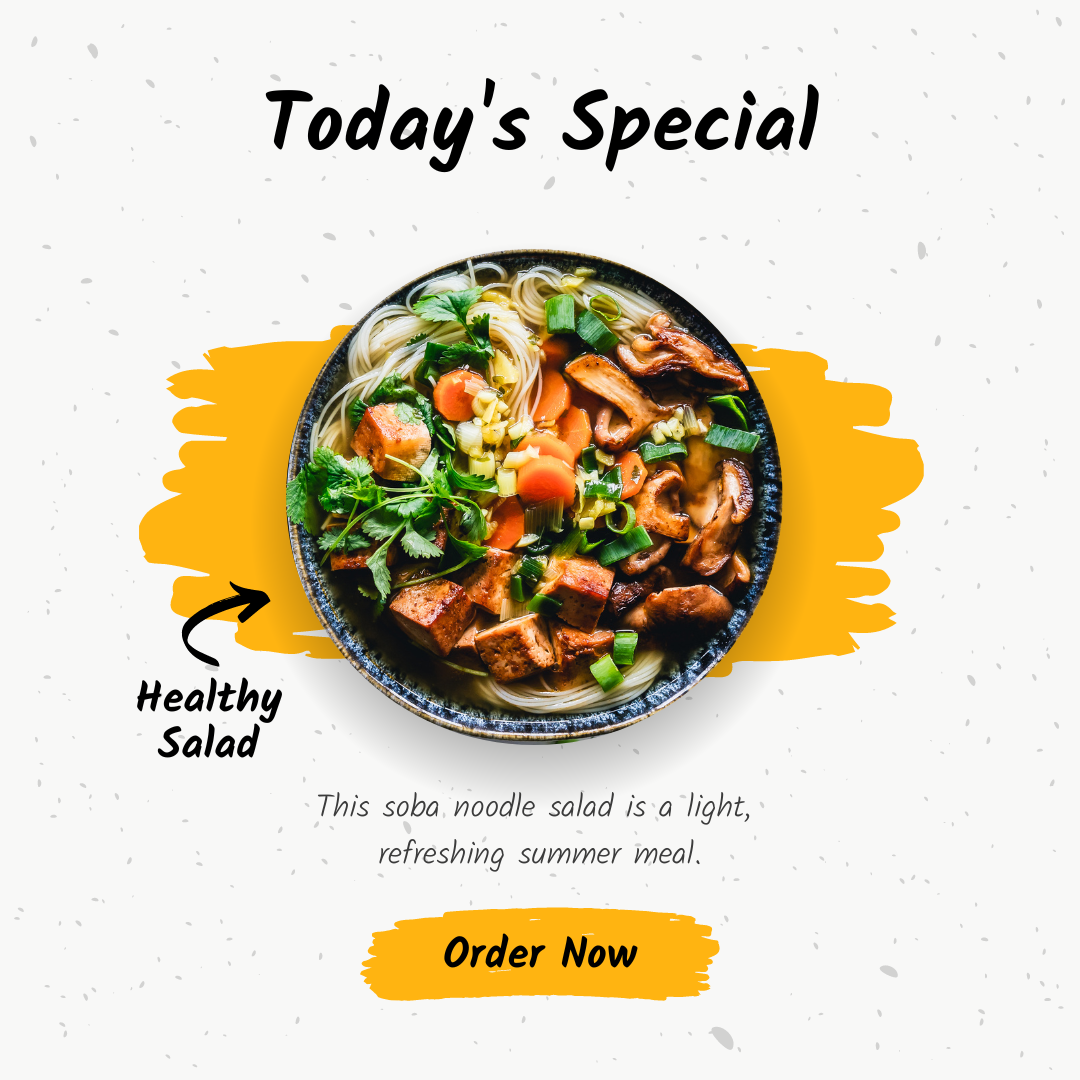 Today's Special
Healthy
Salad
This soba noodle salad is a light,
refreshing summer meal.
Order Now